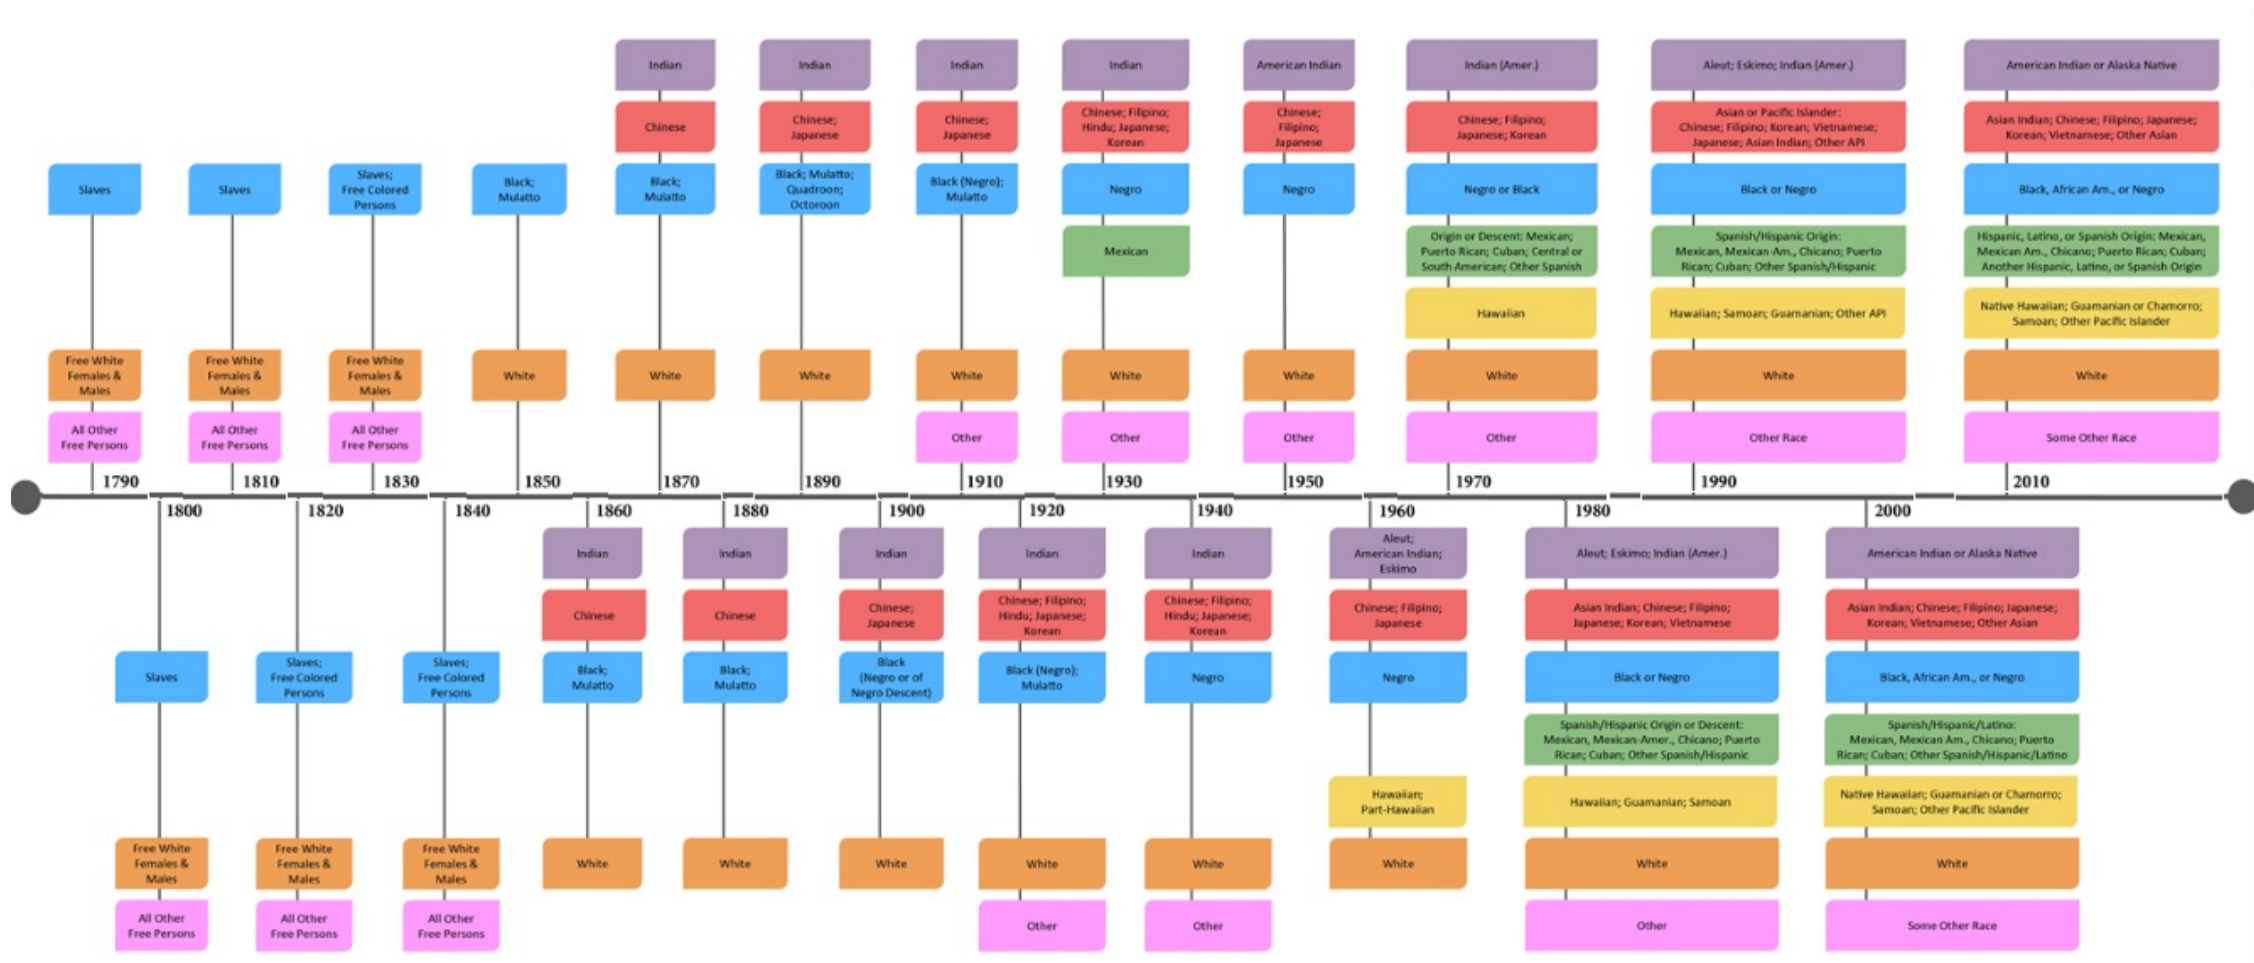 Indian
Chinese
Black;
Mulatto
White
Indian
Chinese;
Japanese
Black; Mulatto;
Quadroon;
Octoroon
White
Indian
Chinese;
Japanese
Black (Negro);
Mulatto
White
Other
Indian
Chinese; Filipino;
Hindu; Japanese;
Korean
Negro
Mexican
White
Other
American Indian
Chinese;
Filipino;
Japanese
Negro
White
Other
Indian (Amer.)
Chinese; Filipino;
Japanese; Korean
Negro or Black
Origin or Descent: Mexican;
Puerto Rican; Cuban; Central or
South American; Other Spanish
Hawaiian
White
Other
Aleut; Eskimo; Indian (Amer.)
Asian or Pacific Islander:
Chinese; Filipino; Korean; Vietnamese;
Japanese; Asian Indian; Other API
Black or Negro
Spanish/Hispanic Origin:
Mexican, Mexican-Am., Chicano; Puerto
Rican; Cuban; Other Spanish/Hispanic
Hawaiian; Samoan; Guamanian; Other API
White
Other Race
American Indian or Alaska Native
Asian Indian; Chinese; Filipino; Japanese;
Korean; Vietnamese; Other Asian
Black, African Am., or Negro
Hispanic, Latino, or Spanish Origin: Mexican,
Mexican Am., Chicano; Puerto Rican; Cuban;
Another Hispanic, Latino, or Spanish Origin
Native Hawaiian; Guamanian or Chamorro;
Samoan; Other Pacific Islander
White
Some Other Race
Slaves
Free White
Females &
Males
All Other
Free Persons
Slaves
Free White
Females &
Males
All Other
Free Persons
Slaves;
Free Colored
Persons
Free White
Females &
Males
All Other
Free Persons
Black;
Mulatto
White
1790
1810
1830
1850
1870
1890
1910
1930
1950
1970
1990
2010
1800
1820
1840
1860
1880
1900
1920
1940
1960
1980
2000
Slaves
Free White
Females &
Males
All Other
Free Persons
Slaves;
Free Colored
Persons
Free White
Females &
Males
All Other
Free Persons
Slaves;
Free Colored
Persons
Free White
Females &
Males
All Other
Free Persons
Indian
Chinese
Black;
Mulatto
White
Indian
Chinese
Black;
Mulatto
White
Indian
Chinese;
Japanese
Black
(Negro or of
Negro Descent)
White
Indian
Chinese; Filipino;
Hindu; Japanese;
Korean
Black (Negro);
Mulatto
White
Other
Indian
Chinese; Filipino;
Hindu; Japanese;
Korean
Negro
White
Other
Aleut;
American Indian;
Eskimo
Chinese; Filipino;
Japanese
Negro
Hawaiian;
Part-Hawaiian
White
Aleut; Eskimo; Indian (Amer.)
Asian Indian; Chinese; Filipino;
Japanese; Korean; Vietnamese
Black or Negro
Spanish/Hispanic Origin or Descent:
Mexican, Mexican-Amer., Chicano; Puerto
Rican; Cuban; Other Spanish/Hispanic
Hawaiian; Guamanian; Samoan
White
Other
American Indian or Alaska Native
Asian Indian; Chinese; Filipino; Japanese;
Korean; Vietnamese; Other Asian
Black, African Am., or Negro
Spanish/Hispanic/Latino:
Mexican, Mexican Am., Chicano; Puerto
Rican; Cuban; Other Spanish/Hispanic/Latino
Native Hawaiian; Guamanian or Chamorro;
Samoan; Other Pacific Islander
White
Some Other Race